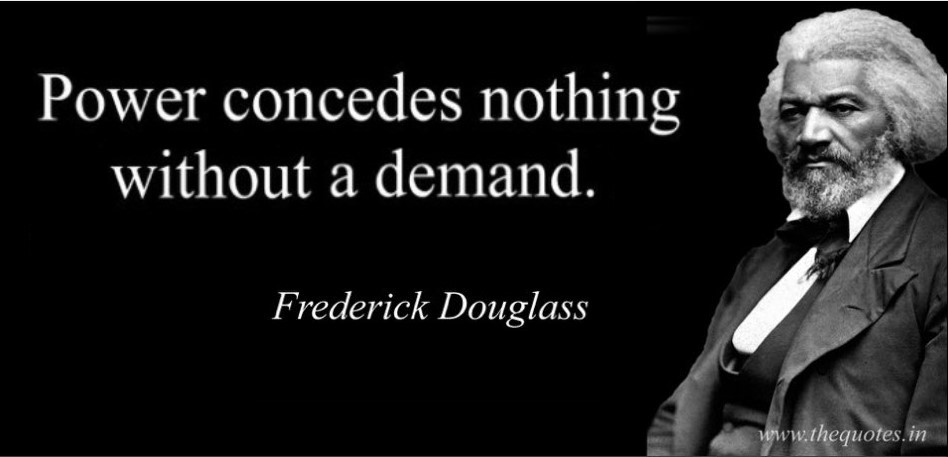 Power concedes nothing
without a demand.
Frederick Douglass
www.thequotes.in